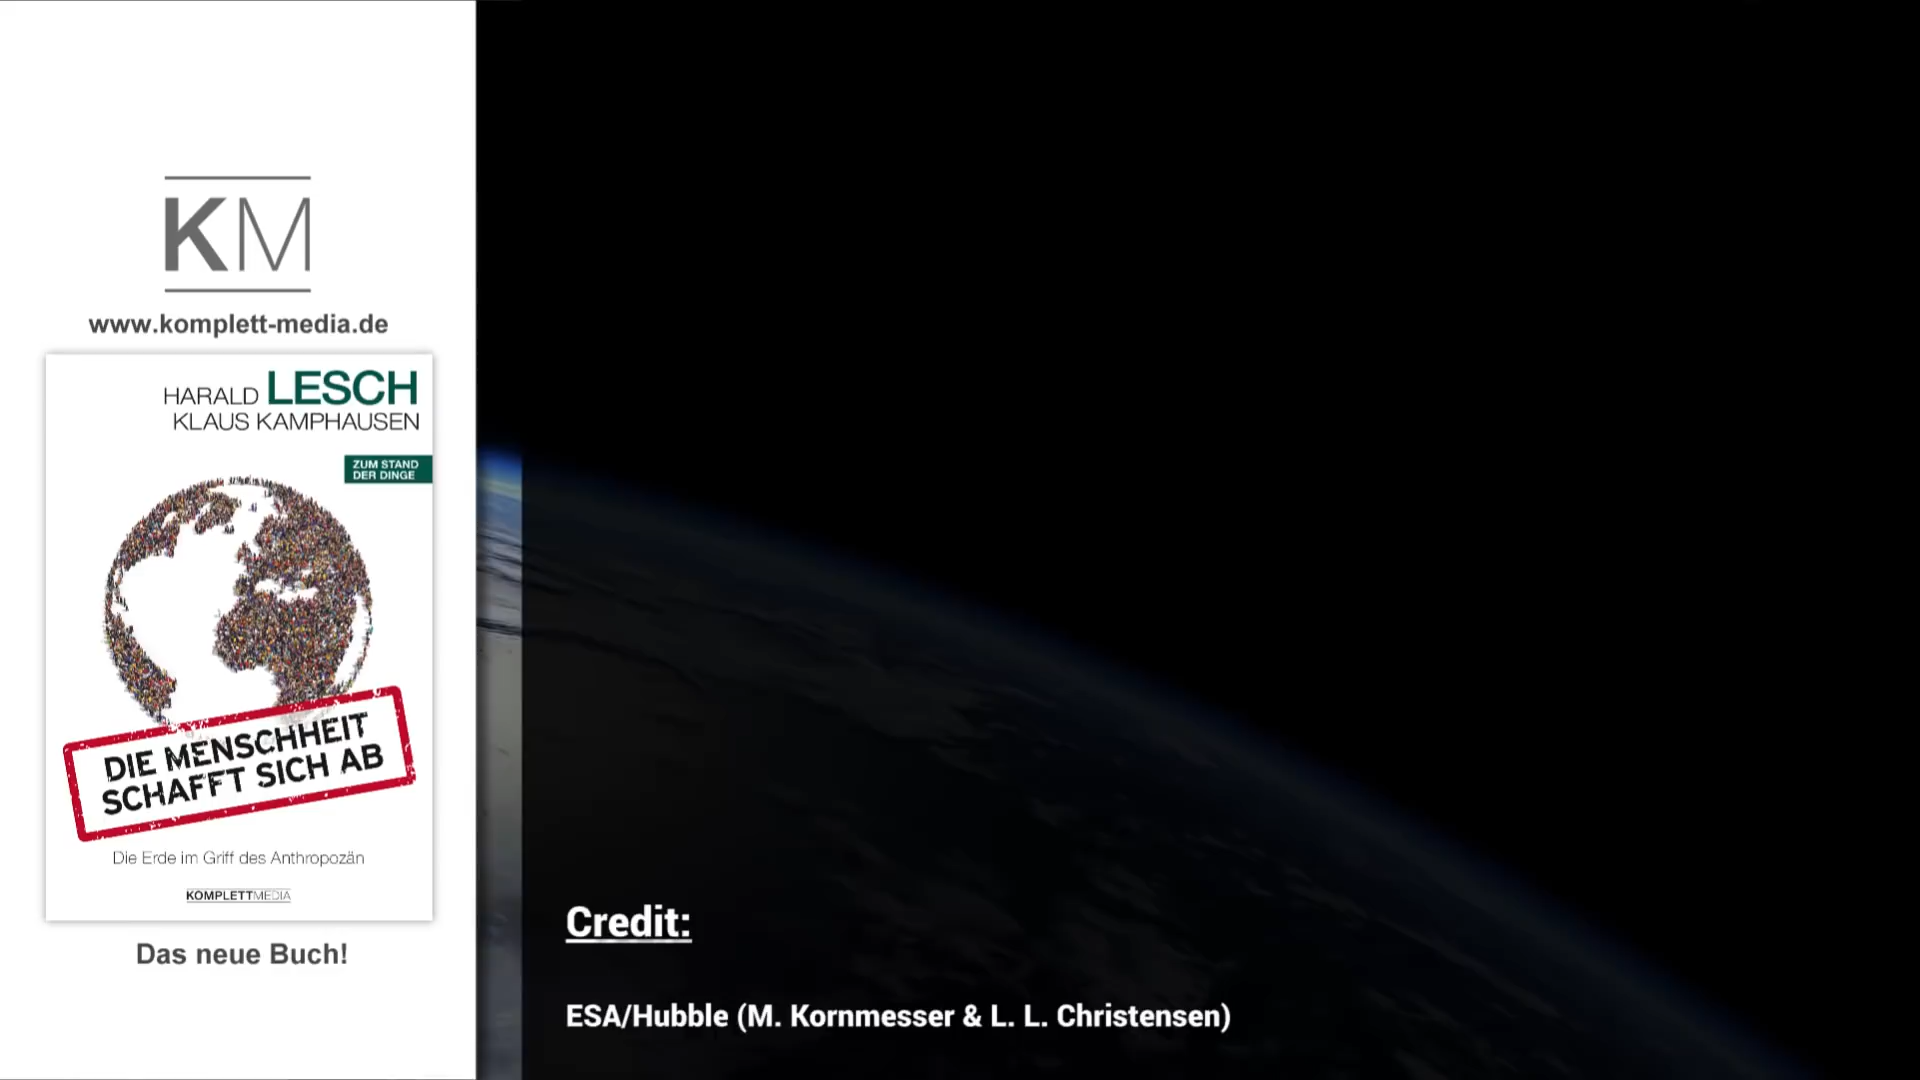 KM
www.komplett-media.de
HARALD LESCH
KLAUS KAMPHAUSEN
ZUM STAND
DER DINGE
DIE MENSCHHEIT
SCHAFFT SICH AB
Die Erde im Griff des Anthropozän
KOMPLETTMEDIA
Das neue Buch!
Credit:
ESA/Hubble (M. Kornmesser & L. L. Christensen)